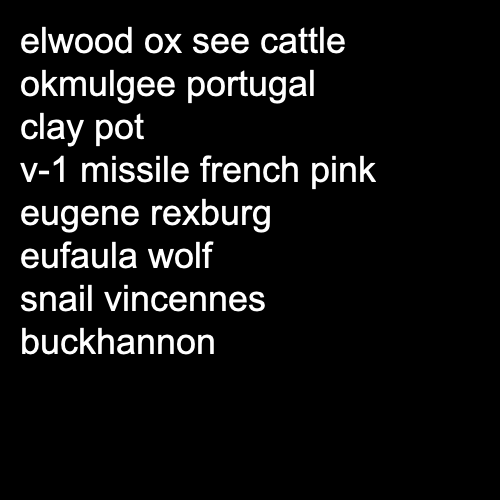 elwood ox see cattle
okmulgee portugal
clay pot
v-1 missile french pink
eugene rexburg
eufaula wolf
snail vincennes
buckhannon